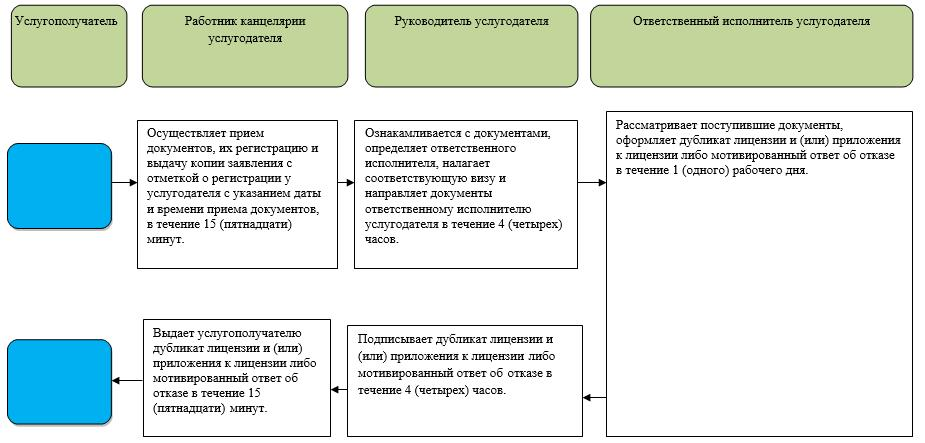 Услугополучатель
Работник канцелярии
услугодателя
Руководитель услугодателя
Ответственный исполнитель услугодателя
Осуществляет прием
документов, их регистрацию и
выдачу копии заявления с
отметкой о регистрации у
услугодателя с указанием даты
и времени приема документов,
в течение 15 (пятнадцати)
минут.
Ознакамливается с документами,
определяет ответственного
исполнителя, налагает
соответствующую визу и
направляет документы
ответственному исполнителю
услугодателя в течение 4 (четырех)
часов.
Рассматривает поступившие документы,
оформляет дубликат лицензии и (или) приложения
к лицензии либо мотивированный ответ об отказе
в течение 1 (одного) рабочего дня.
Выдает услугополучателю
дубликат лицензии и (или)
приложения к лицензии либо
мотивированный ответ об
отказе в течение 15
(пятнадцати) минут.
Подписывает дубликат лицензии и
(или) приложения к лицензии либо
мотивированный ответ об отказе в
течение 4 (четырех) часов.